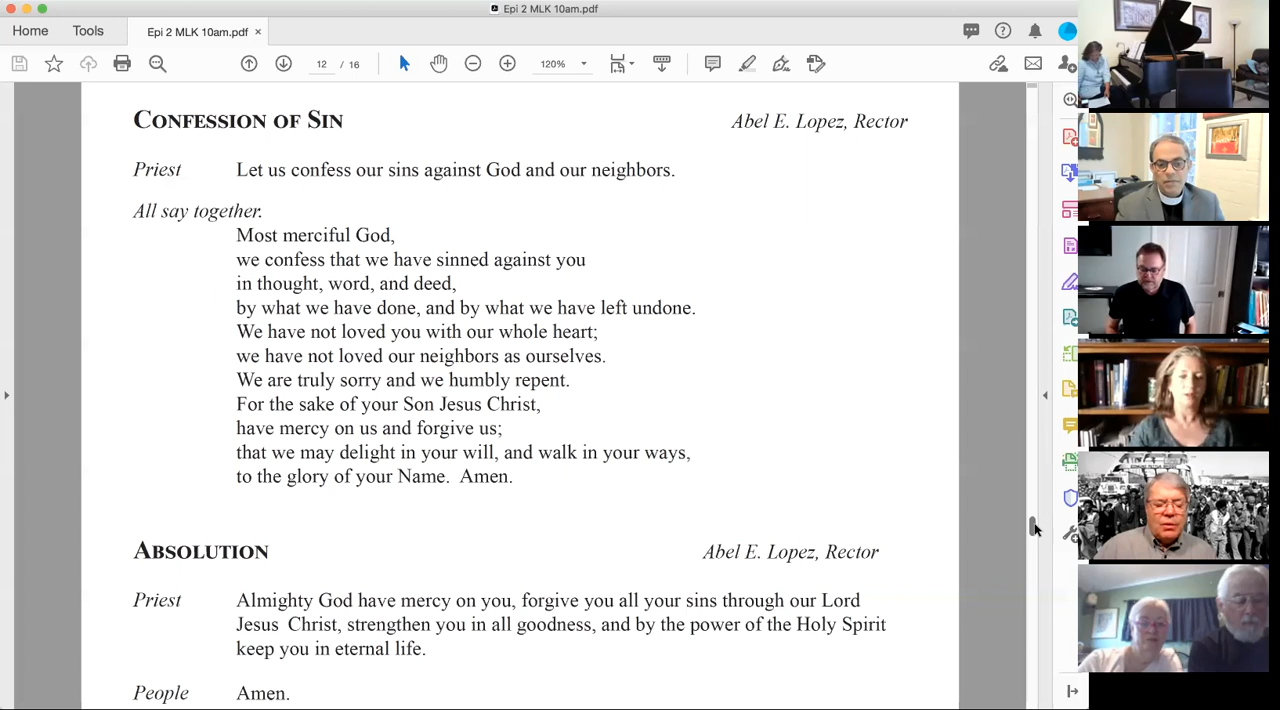 Epi 2 MLK 10am.pdf
Home
Tools
Epi 2 MLK 10am.pdf
12 / 16
120%
CONFESSION OF SIN
Abel E. Lopez, Rector
Priest Let us confess our sins against God and our neighbors.
All say together.
Most merciful God,
we confess that we have sinned against you
in thought, word, and deed,
by what we have done, and by what we have left undone.
We have not loved you with our whole heart;
we have not loved our neighbors as ourselves.
We are truly sorry and we humbly repent.
For the sake of your Son Jesus Christ,
have mercy on us and forgive us;
that we may delight in your will, and walk in your ways,
to the glory of your Name. Amen.
ABSOLUTION
Abel E. Lopez, Rector
Priest Almighty God have mercy on you, forgive you all your sins through our Lord
Jesus Christ, strengthen you in all goodness, and by the power of the Holy Spirit
keep you in eternal life.
People Amen.